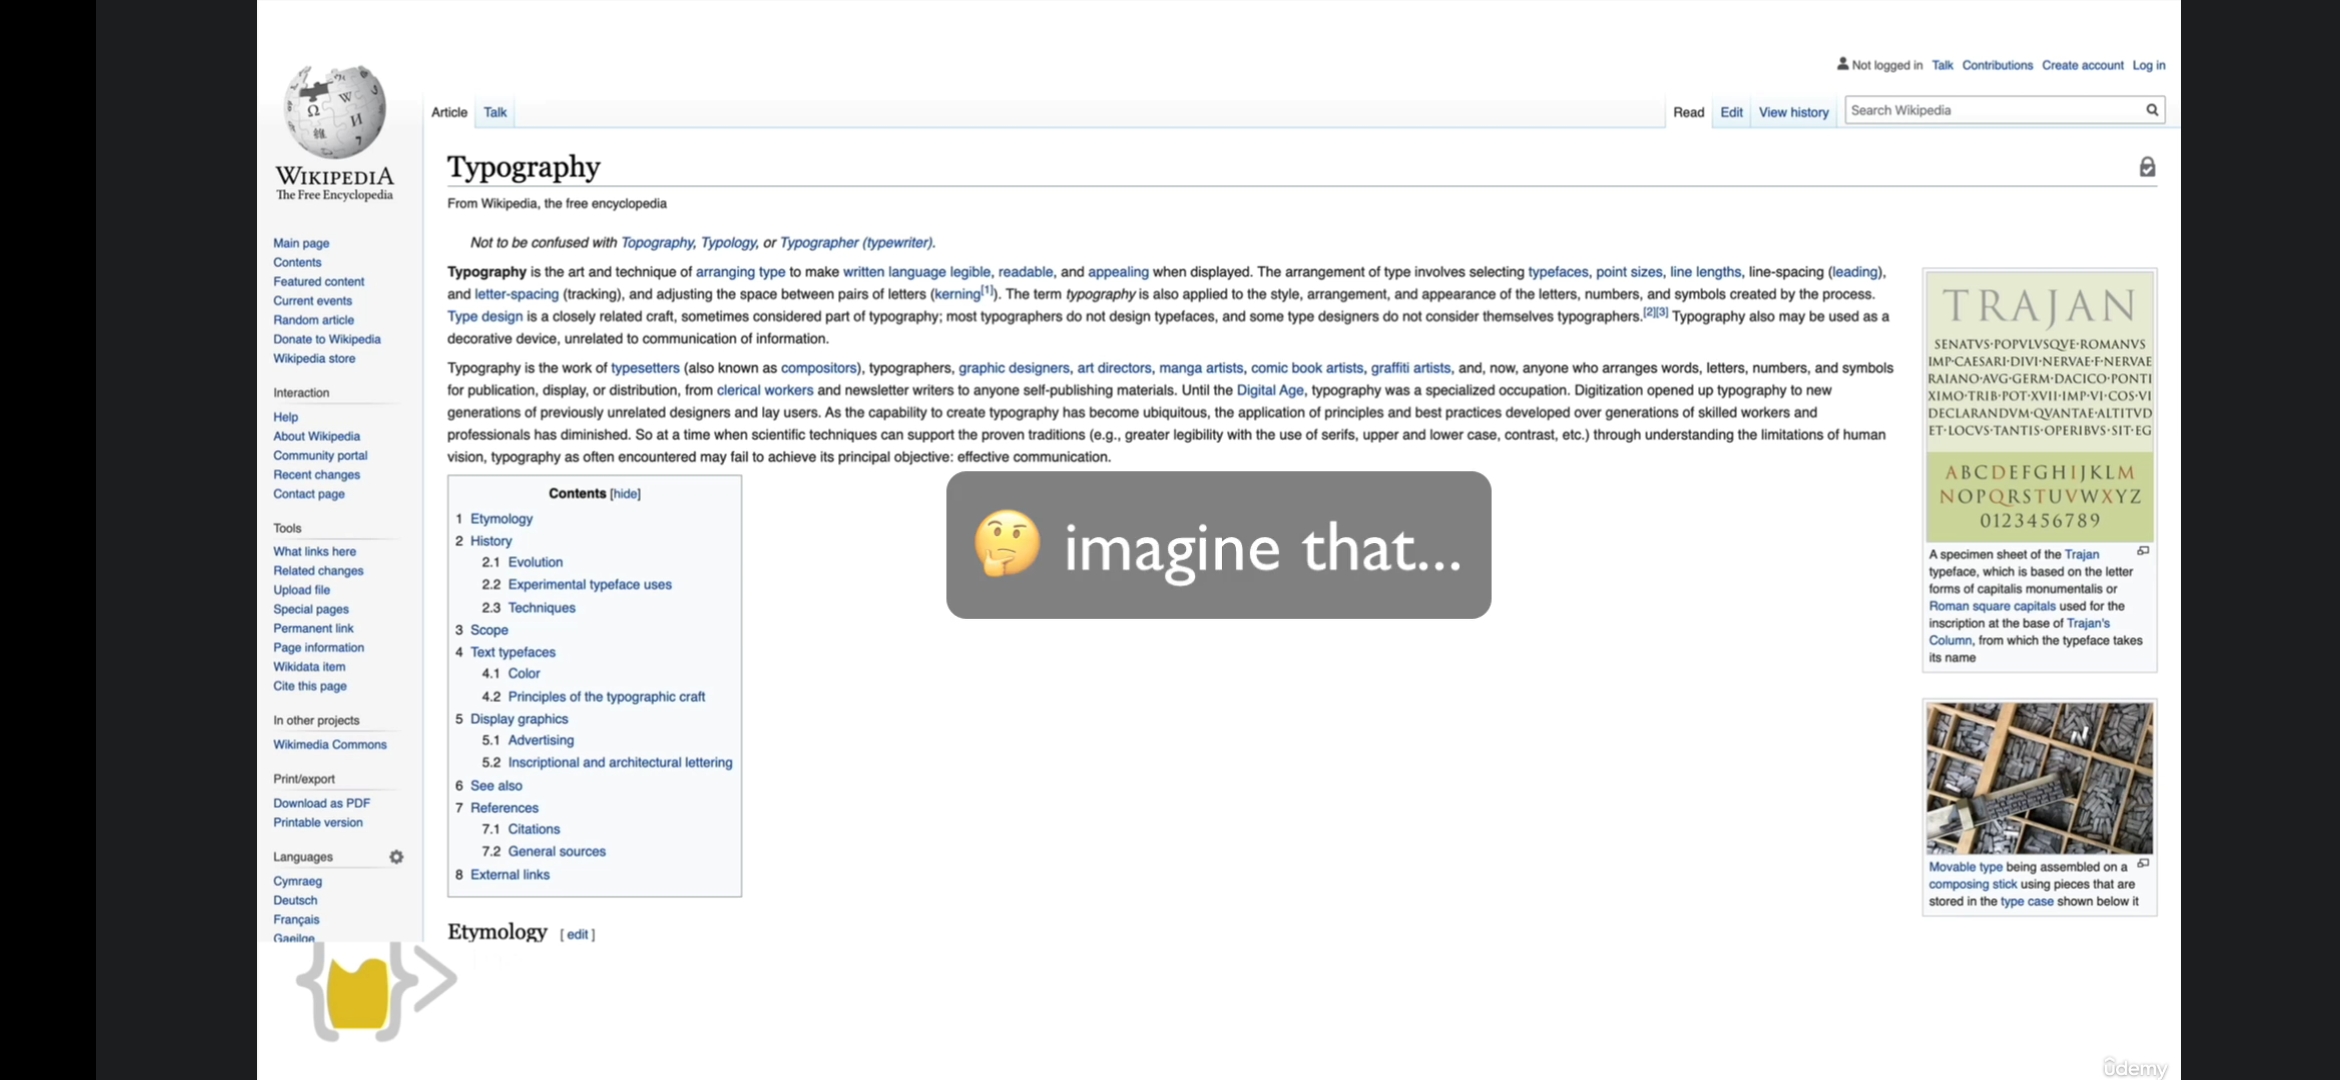 Not logged in Talk Contributions Create account Log in
Article Talk
Read Edit View history Search Wikipedia
WIKIPEDIA
The Free Encyclopedia
Main page
Contents
Featured content
Current events
Random article
Donate to Wikipedia
Wikipedia store
Interaction
Help
About Wikipedia
Community portal
Recent changes
Contact page
Tools
What links here
Related changes
Upload file
Special pages
Permanent link
Page information
Wikidata item
Cite this page
In other projects
Wikimedia Commons
Print/export
Download as PDF
Printable version
Languages
Cymraeg
Deutsch
Français
Gaeilge
Typography
From Wikipedia, the free encyclopedia
Not to be confused with Topography, Typology, or Typographer (typewriter).
Typography is the art and technique of arranging type to make written language legible, readable, and appealing when displayed. The arrangement of type involves selecting typefaces, point sizes, line lengths, line-spacing (leading),
and letter-spacing (tracking), and adjusting the space between pairs of letters (kerning[1]). The term typography is also applied to the style, arrangement, and appearance of the letters, numbers, and symbols created by the process.
Type design is a closely related craft, sometimes considered part of typography; most typographers do not design typefaces, and some type designers do not consider themselves typographers.[2][3] Typography also may be used as a
decorative device, unrelated to communication of information.
Typography is the work of typesetters (also known as compositors), typographers, graphic designers, art directors, manga artists, comic book artists, graffiti artists, and, now, anyone who arranges words, letters, numbers, and symbols
for publication, display, or distribution, from clerical workers and newsletter writers to anyone self-publishing materials. Until the Digital Age, typography was a specialized occupation. Digitization opened up typography to new
generations of previously unrelated designers and lay users. As the capability to create typography has become ubiquitous, the application of principles and best practices developed over generations of skilled workers and
professionals has diminished. So at a time when scientific techniques can support the proven traditions (e.g., greater legibility with the use of serifs, upper and lower case, contrast, etc.) through understanding the limitations of human
vision, typography as often encountered may fail to achieve its principal objective: effective communication.
Contents [hide]
1 Etymology
2 History
2.1 Evolution
2.2 Experimental typeface uses
2.3 Techniques
3 Scope
4 Text typefaces
4.1 Color
4.2 Principles of the typographic craft
5 Display graphics
5.1 Advertising
5.2 Inscriptional and architectural lettering
6 See also
7 References
7.1 Citations
7.2 General sources
8 External links
Etymology [ edit ]
🤔 imagine that...
TRAJAN
SENATVS·POPVLVSQVE·ROMANVS
IMP·CAESARI·DIVI·NERVAE·F·NERVAE
RAIANO·AVG·GERM·DACICO·PONTI
XIMO·TRIB·POT·XVII·IMP·VI·COS·VI
DECLARANDVM·QVANTAE·ALTITVD
ET·LOCVS·TANTIS·OPERIBVS·SIT·EG
ABCDEFGHIJKLM
NOPQRSTUVWXYZ
0123456789
A specimen sheet of the Trajan
typeface, which is based on the letter
forms of capitalis monumentalis or
Roman square capitals used for the
inscription at the base of Trajan's
Column, from which the typeface takes
its name
Movable type being assembled on a
composing stick using pieces that are
stored in the type case shown below it
ûdemy